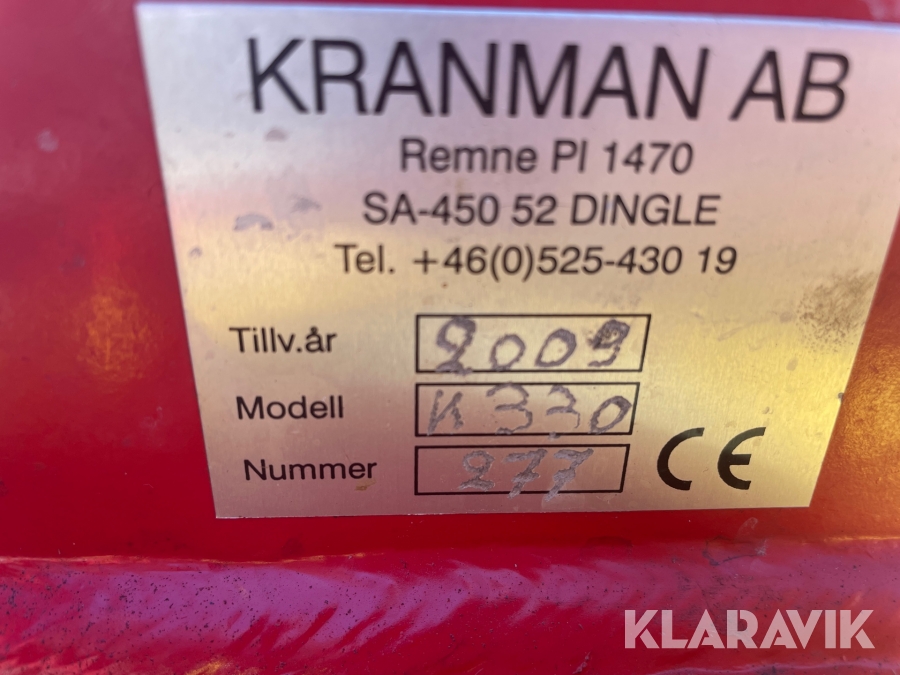 KRANMAN AB
Remne Pl 1470
SA-450 52 DINGLE
Tel. +46(0)525-430 19
Tillv.år 2009
Modell K 330
Nummer 277
CE
KLARAVIK